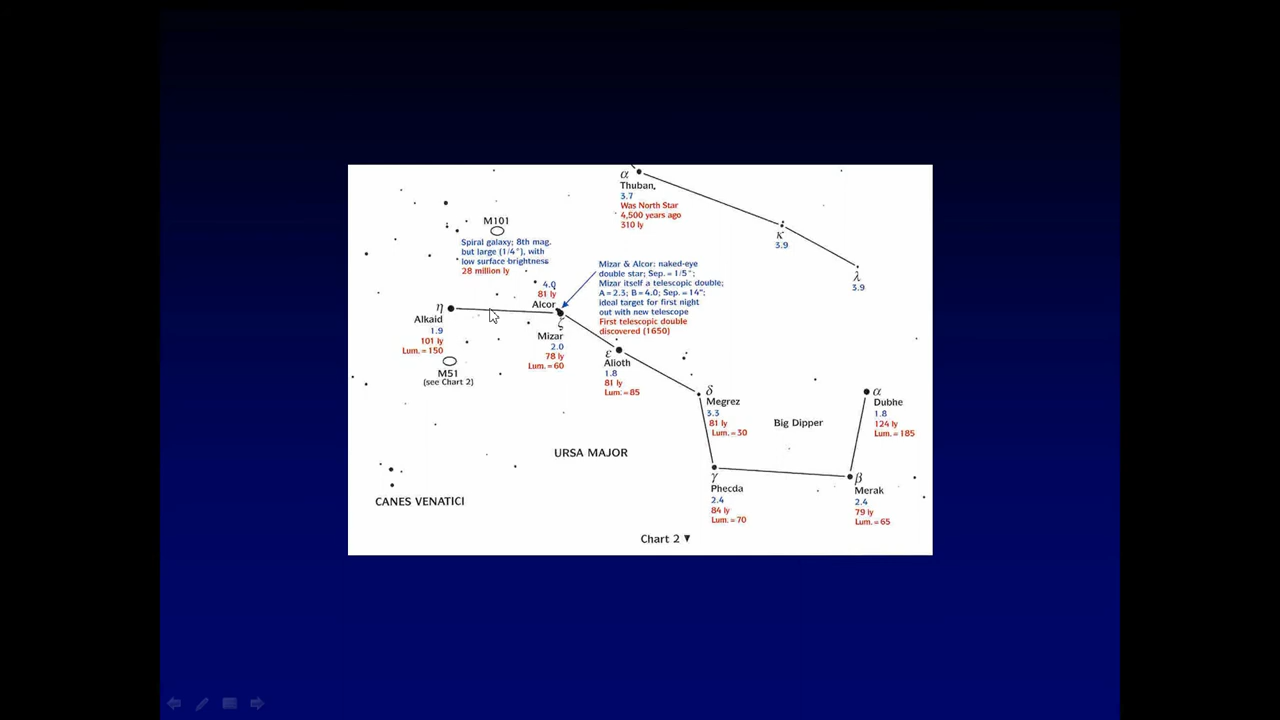 α
Thuban
3.7
Was North Star
4,500 years ago
310 ly
κ
3.9
λ
3.9
M101
Spiral galaxy; 8th mag.
but large (1/4°), with
low surface brightness
28 million ly
Mizar & Alcor: naked-eye
double star; Sep. = 1/5°;
Mizar itself a telescopic double;
A = 2.3; B = 4.0; Sep. = 14";
ideal target for first night
out with new telescope
First telescopic double
discovered (1650)
4.0
81 ly
Alcor
η
Alkaid
1.9
101 ly
Lum. = 150
ζ
Mizar
2.0
78 ly
Lum. = 60
M51
(see Chart 2)
ε
Alioth
1.8
81 ly
Lum. = 85
δ
Megrez
3.3
81 ly
Lum. = 30
Big Dipper
α
Dubhe
1.8
124 ly
Lum. = 185
URSA MAJOR
γ
Phecda
2.4
84 ly
Lum. = 70
β
Merak
2.4
79 ly
Lum. = 65
CANES VENATICI
Chart 2 ▼